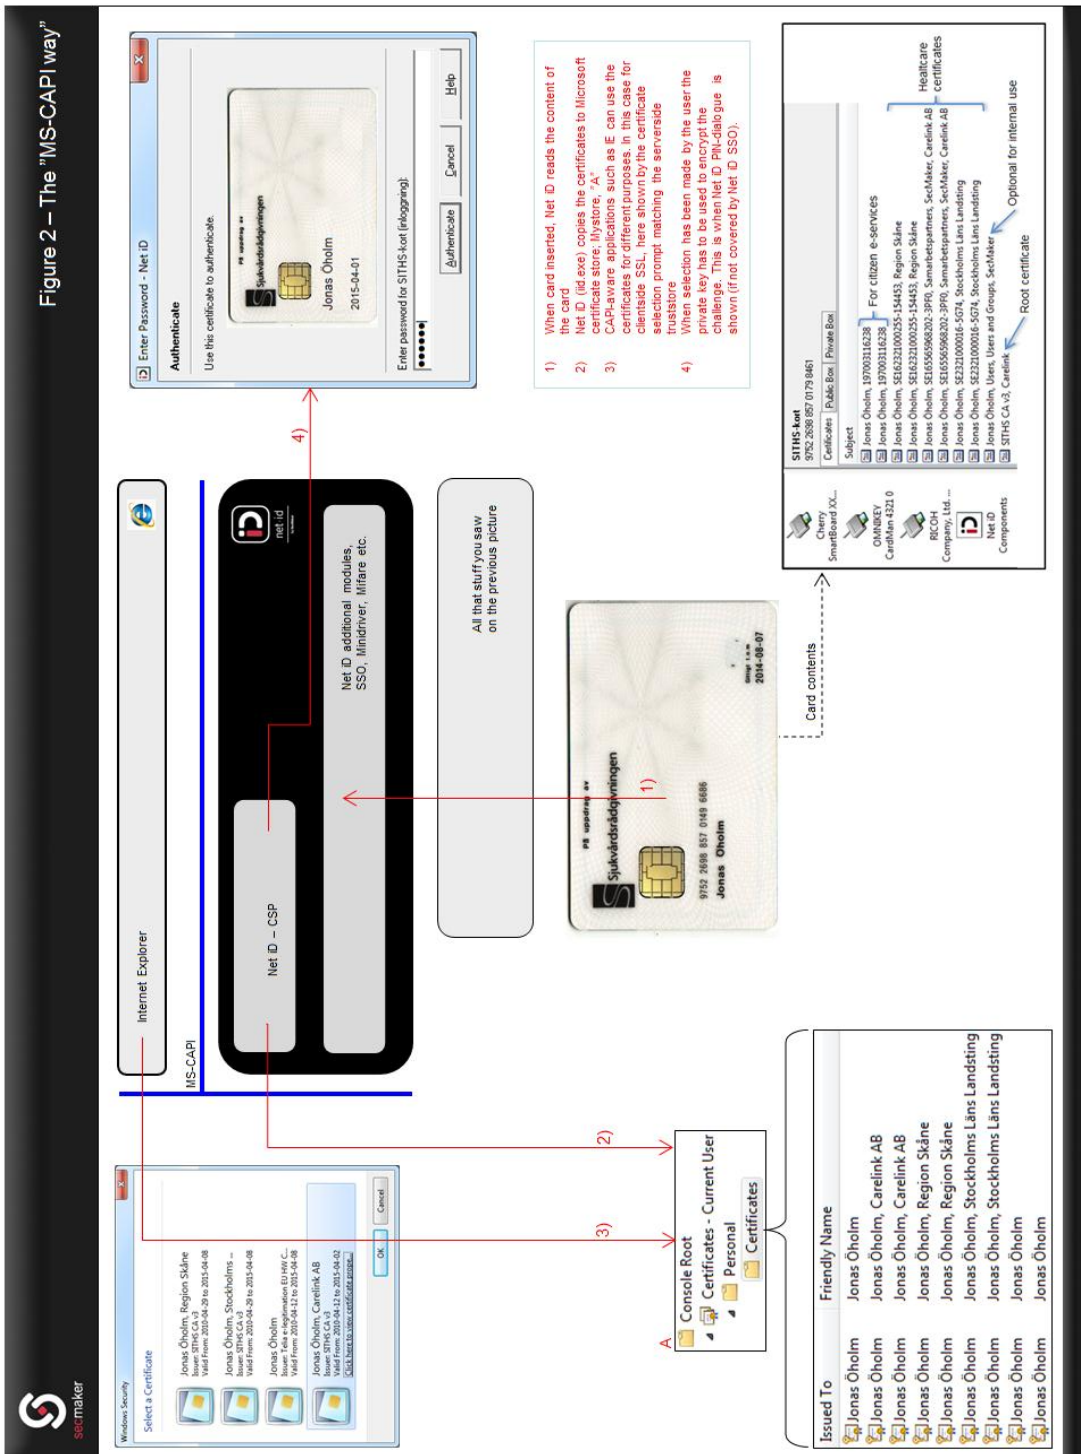 secmaker
Figure 2 – The ”MS-CAPI way”
Windows Security
Select a Certificate
Jonas Öholm, Region Skåne
Issuer: SITHS CA v3
Valid From: 2010-04-29 to 2015-04-08
Jonas Öholm, Stockholms ...
Issuer: SITHS CA v3
Valid From: 2010-04-29 to 2015-04-08
Jonas Öholm
Issuer: Telia e-legitimation EU HW C...
Valid From: 2010-04-12 to 2015-04-08
Jonas Öholm, Carelink AB
Issuer: SITHS CA v3
Valid From: 2010-04-12 to 2015-04-02
Click here to view certificate prope...
OK
Cancel
Internet Explorer
MS-CAPI
Net iD – CSP
net id
Net iD additional modules,
SSO, Minidriver, Mifare etc.
All that stuff you saw
on the previous picture
Enter Password - Net iD
Authenticate
Use this certificate to authenticate.
På uppdrag av
Sjukvårdsrådgivningen
Jonas Öholm
2015-04-01
Enter password for SITHS-kort (inloggning):
Authenticate
Cancel
Help
4)
3)
2)
1)
1) When card inserted, Net iD reads the content of
the card
2) Net iD (iid.exe) copies the certificates to Microsoft
certificate store; Mystore, ”A”
3) CAPI-aware applications such as IE can use the
certificates for different purposes. In this case for
clientside SSL, here shown by the certificate
selection prompt matching the serverside
truststore
4) When selection has been made by the user the
private key has to be used to encrypt the
challenge. This is when Net iD PIN-dialogue is
shown (if not covered by Net iD SSO).
A
Console Root
Certificates - Current User
Personal
Certificates
Issued To Friendly Name
Jonas Öholm Jonas Öholm
Jonas Öholm Jonas Öholm, Carelink AB
Jonas Öholm Jonas Öholm, Carelink AB
Jonas Öholm Jonas Öholm, Region Skåne
Jonas Öholm Jonas Öholm, Region Skåne
Jonas Öholm Jonas Öholm, Stockholms Läns Landsting
Jonas Öholm Jonas Öholm, Stockholms Läns Landsting
Jonas Öholm Jonas Öholm
Jonas Öholm Jonas Öholm
På uppdrag av
Sjukvårdsrådgivningen
9752 2698 857 0149 6686
Jonas Öholm
Giltigt t.o.m
2014-08-07
Card contents
Cherry
SmartBoard XX...
OMNIKEY
CardMan 4321 0
RICOH
Company, Ltd. ...
Net iD
Components
SITHS-kort
9752 2698 857 0179 8461
Certificates Public Box Private Box
Subject
Jonas Öholm, 197003116238
Jonas Öholm, 197003116238
Jonas Öholm, SE162321000255-154453, Region Skåne
Jonas Öholm, SE162321000255-154453, Region Skåne
Jonas Öholm, SE165565968202-3PF0, Samarbetspartners, SecMaker, Carelink AB
Jonas Öholm, SE165565968202-3PF0, Samarbetspartners, SecMaker, Carelink AB
Jonas Öholm, SE2321000016-5G74, Stockholms Läns Landsting
Jonas Öholm, SE2321000016-5G74, Stockholms Läns Landsting
Jonas Öholm, Users, Users and Groups, SecMaker
SITHS CA v3, Carelink
For citizen e-services
Healtcare
certificates
Optional for internal use
Root certificate